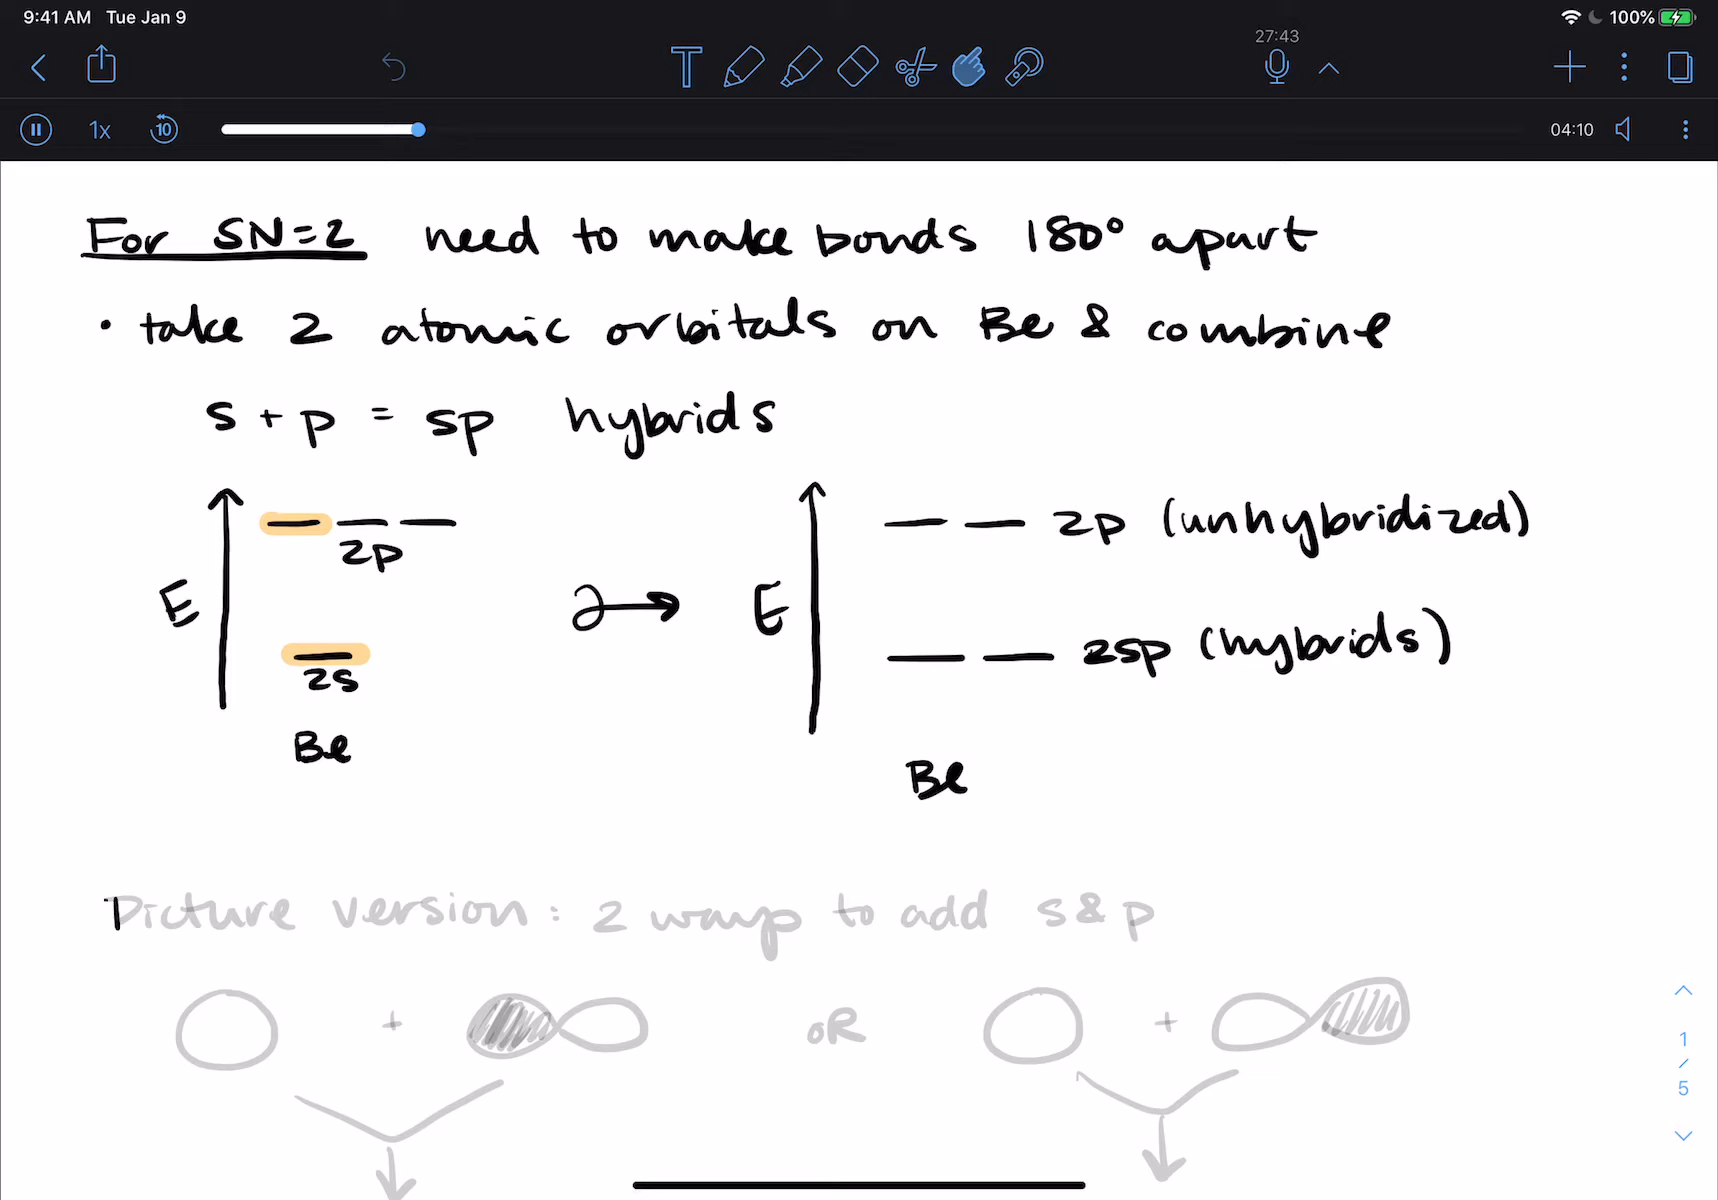 9:41 AM Tue Jan 9
100%
27:43
T
1x
10
04:10
For SN=2 need to make bonds 180° apart
• take 2 atomic orbitals on Be & combine
s + p = sp hybrids
E
2p
2s
Be
E
2p (unhybridized)
2sp (hybrids)
Be
Picture version: 2 ways to add s & p
+
OR
+
1
/
5